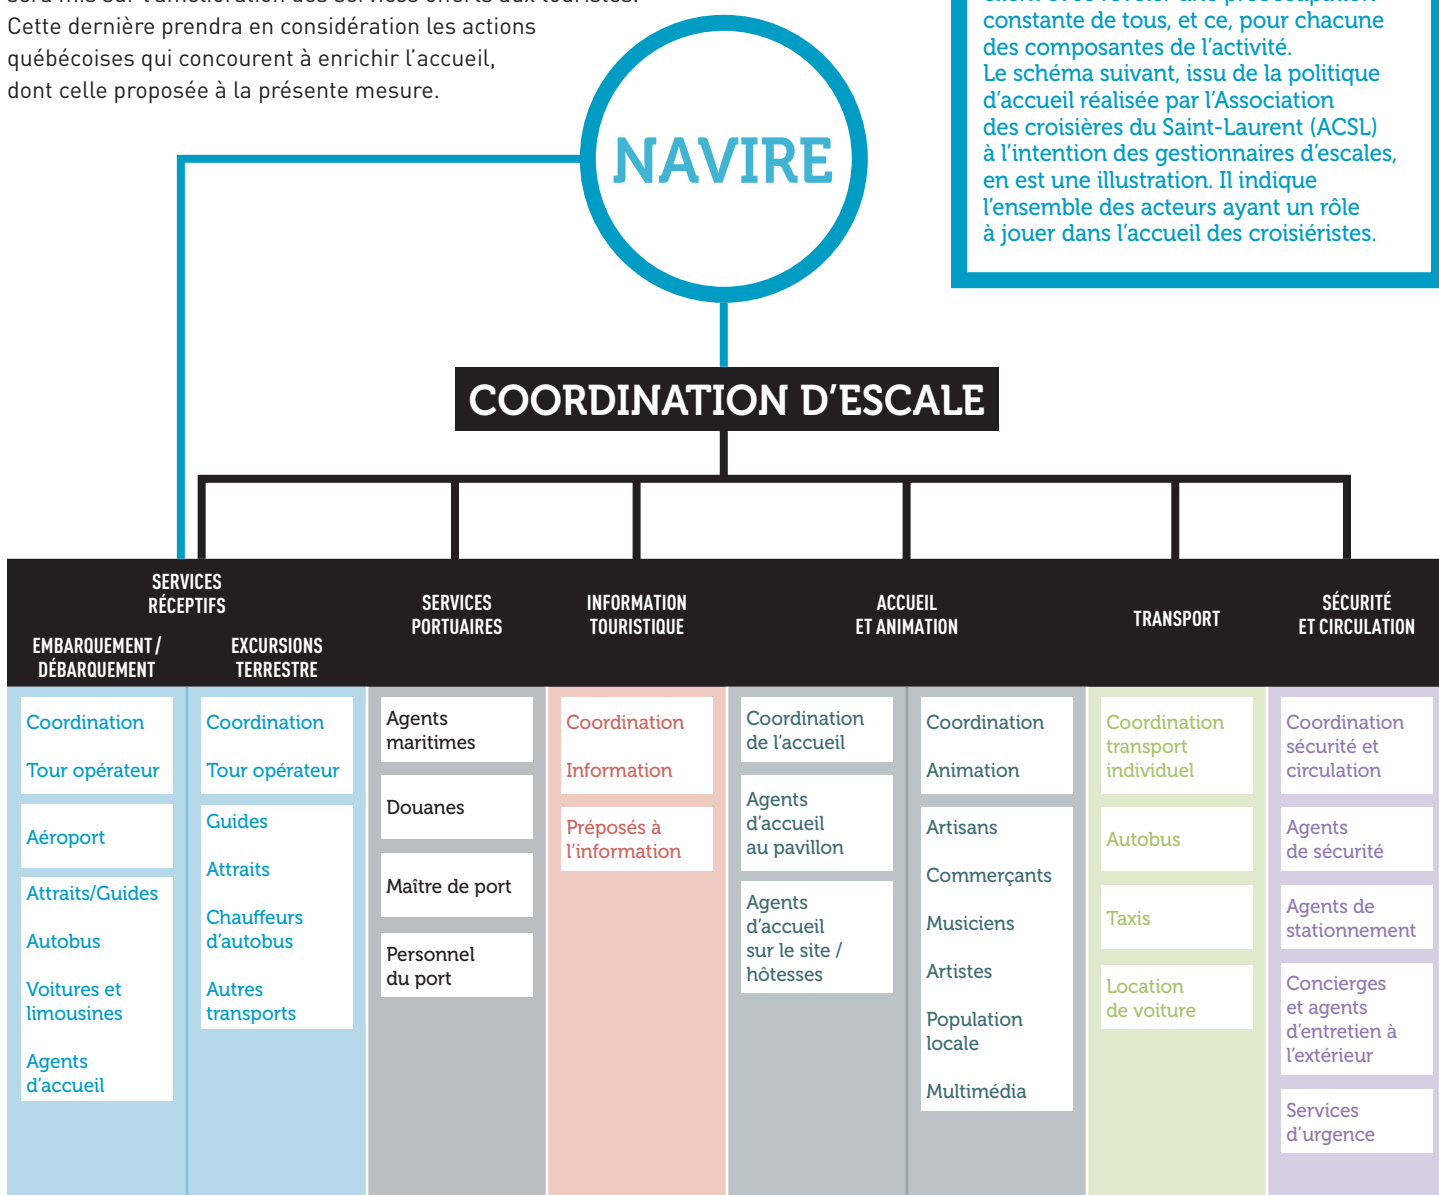 Cette dernière prendra en considération les actions
québécoises qui concourent à enrichir l’accueil,
dont celle proposée à la présente mesure.
constante de tous, et ce, pour chacune
des composantes de l’activité.
Le schéma suivant, issu de la politique
d’accueil réalisée par l’Association
des croisières du Saint-Laurent (ACSL)
à l’intention des gestionnaires d’escales,
en est une illustration. Il indique
l’ensemble des acteurs ayant un rôle
à jouer dans l’accueil des croisiéristes.
NAVIRE
COORDINATION D’ESCALE
SERVICES
RÉCEPTIFS
EMBARQUEMENT /
DÉBARQUEMENT
EXCURSIONS
TERRESTRE
SERVICES
PORTUAIRES
INFORMATION
TOURISTIQUE
ACCUEIL
ET ANIMATION
TRANSPORT
SÉCURITÉ
ET CIRCULATION
Coordination
Tour opérateur
Aéroport
Attraits/Guides
Autobus
Voitures et
limousines
Agents
d’accueil
Coordination
Tour opérateur
Guides
Attraits
Chauffeurs
d’autobus
Autres
transports
Agents
maritimes
Douanes
Maître de port
Personnel
du port
Coordination
Information
Préposés à
l’information
Coordination
de l’accueil
Agents
d’accueil
au pavillon
Agents
d’accueil
sur le site /
hôtesses
Coordination
Animation
Artisans
Commerçants
Musiciens
Artistes
Population
locale
Multimédia
Coordination
transport
individuel
Autobus
Taxis
Location
de voiture
Coordination
sécurité et
circulation
Agents
de sécurité
Agents de
stationnement
Concierges
et agents
d’entretien à
l’extérieur
Services
d’urgence